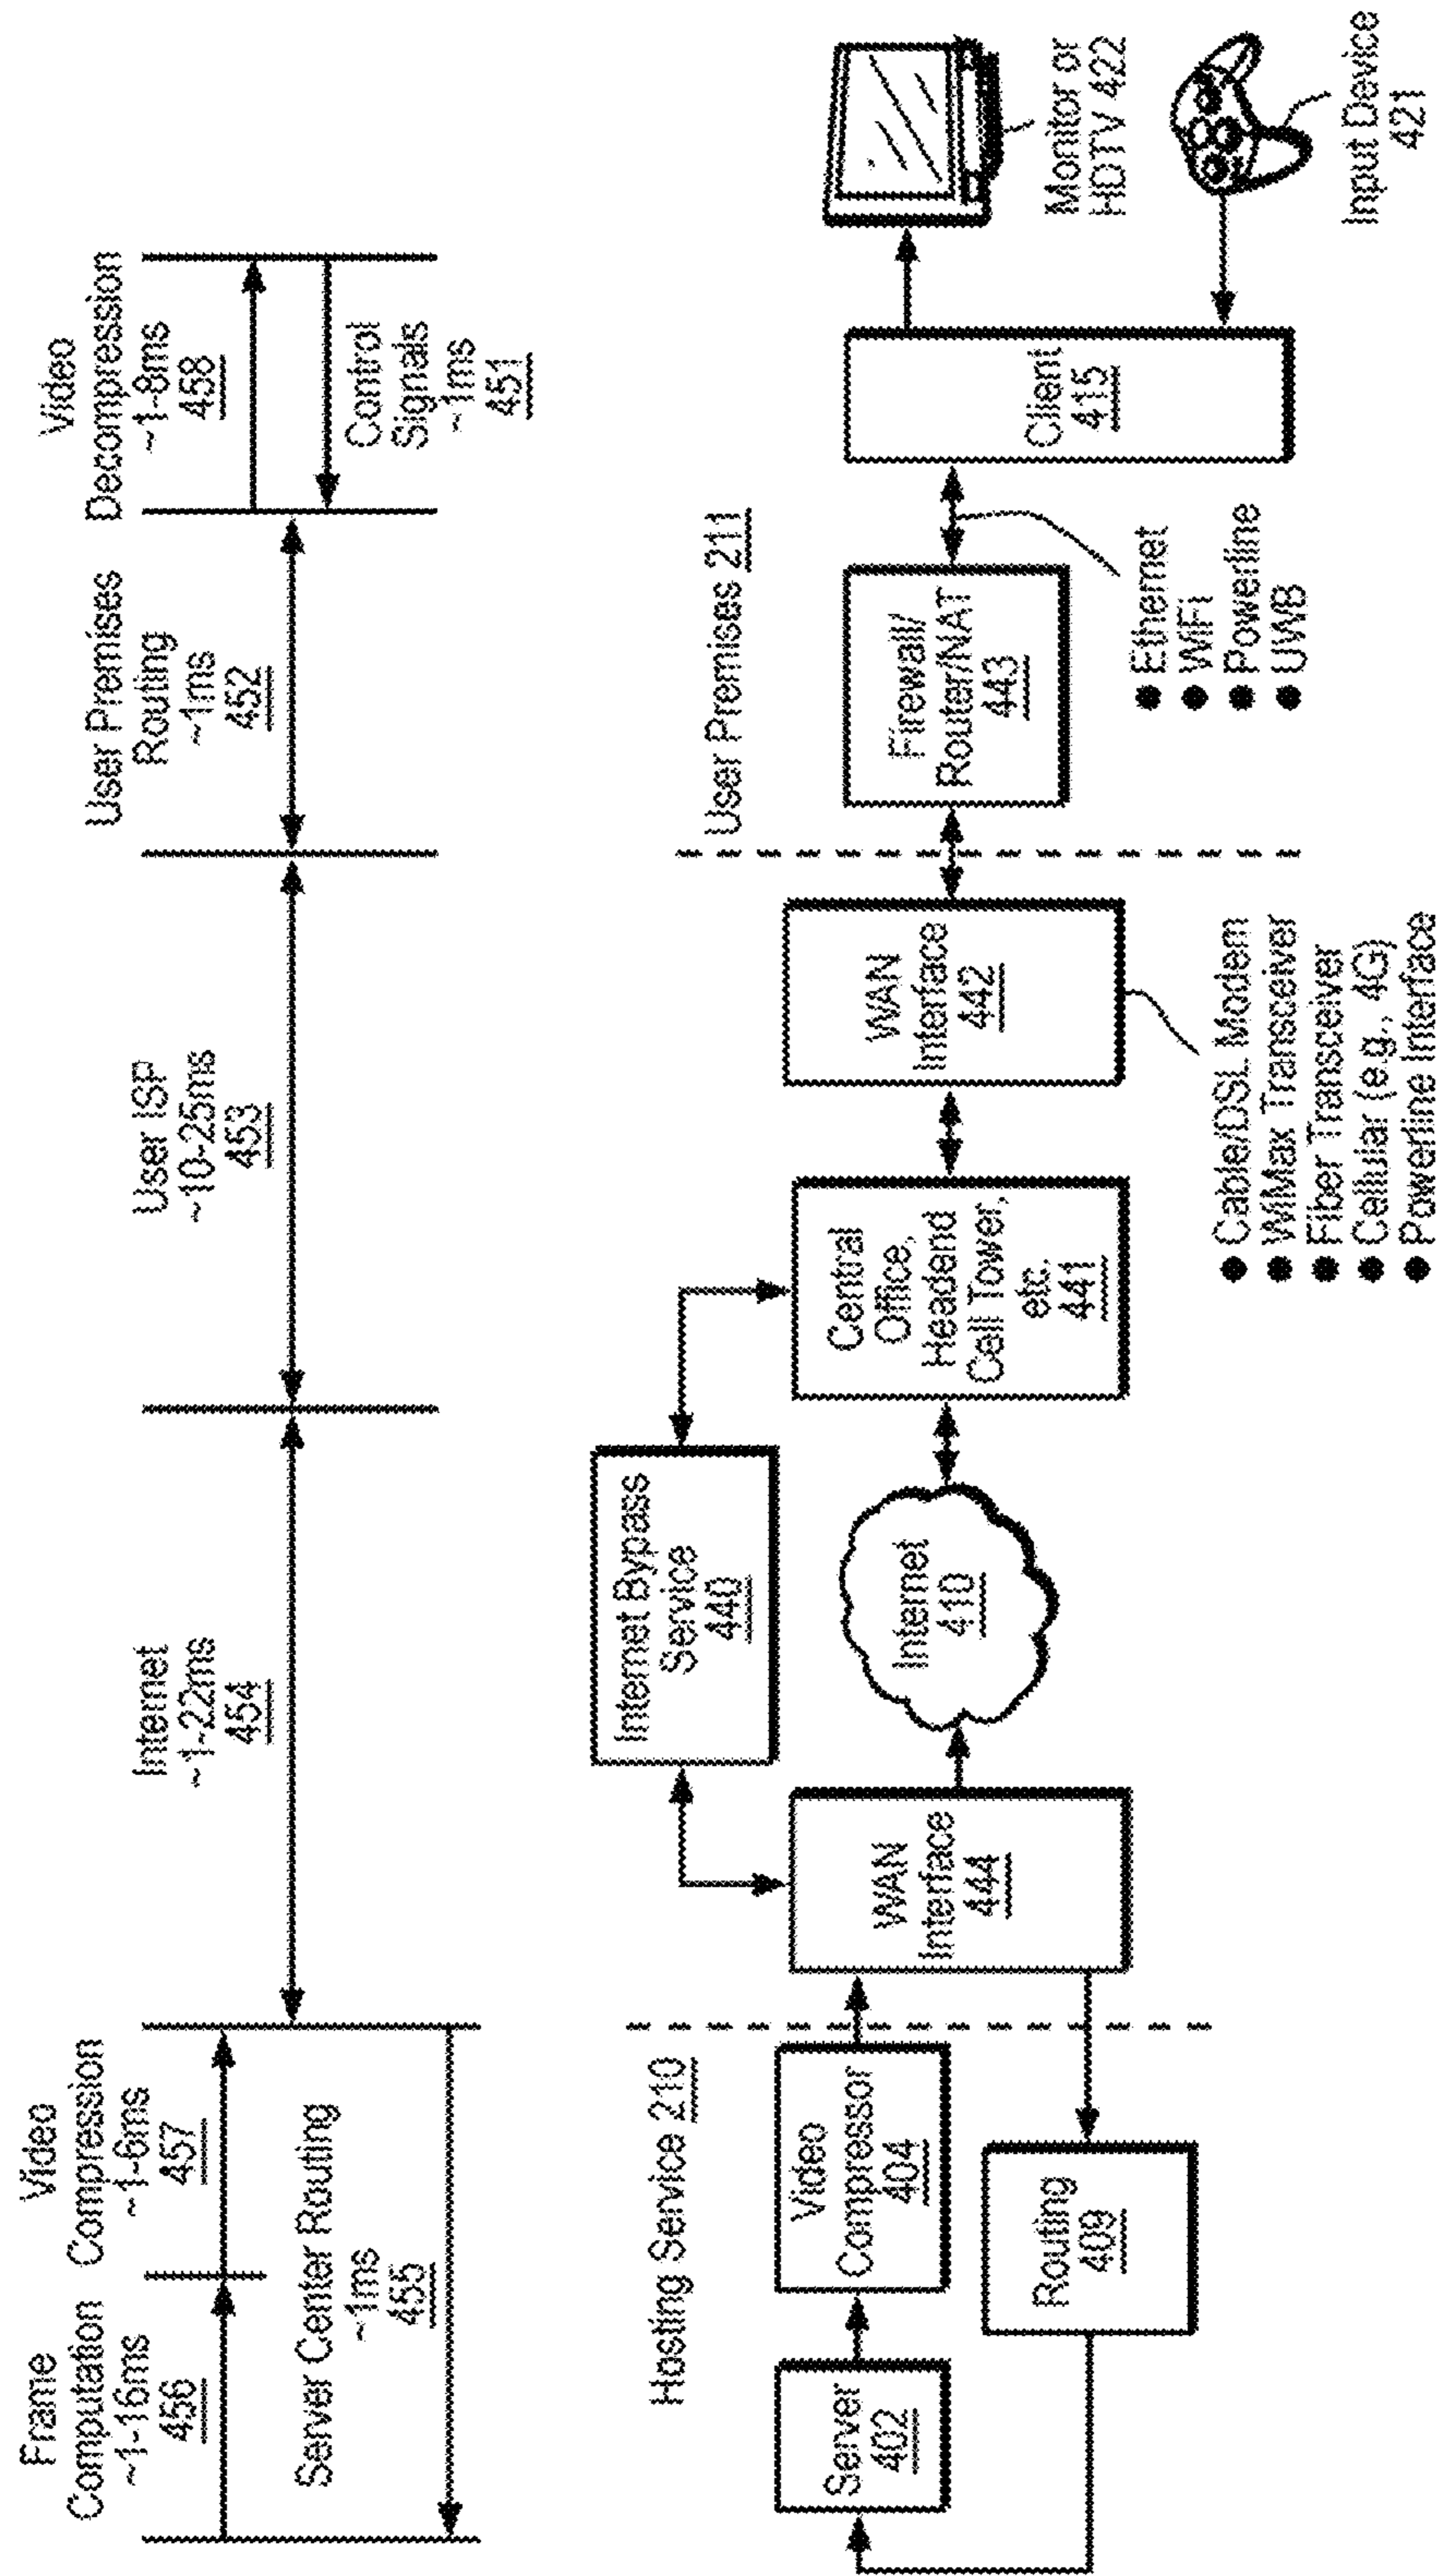 Frame
Computation
~1-16ms
456
Video
Compression
~1-6ms
457
Server Center Routing
~1ms
455
Internet
~1-22ms
454
User ISP
~10-25ms
453
User Premises
Routing
~1ms
452
Video
Decompression
~1-8ms
458
Control
Signals
~1ms
451
Hosting Service 210
Server
402
Video
Compressor
404
Routing
409
WAN
Interface
444
Internet Bypass
Service
440
Internet
410
Central
Office,
Headend
Call Tower,
etc.
441
WAN
Interface
442
● Cable/DSL Modem
● WiMax Transceiver
● Fiber Transceiver
● Cellular (e.g., 4G)
● Powerline Interface
User Premises 211
Firewall/
Router/NAT
443
● Ethernet
● WiFi
● Powerline
● UWB
Client
415
Monitor or
HDTV 422
Input Device
421